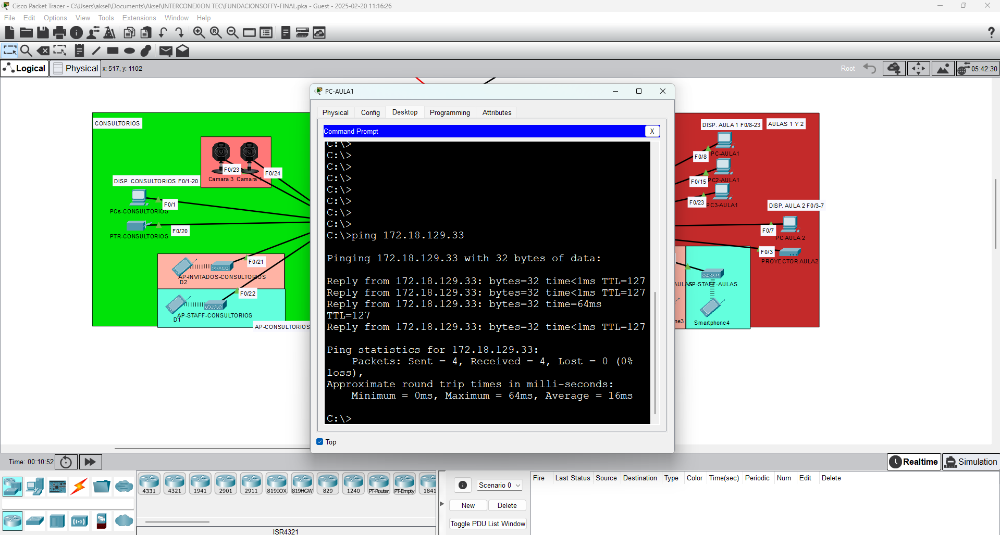 Cisco Packet Tracer - C:\Users\aksel\Documents\Aksel\INTERCONEXION TEC\FUNDACIONSOFFY-FINAL.pka - Guest - 2025-02-20 11:16:26
File Edit Options View Tools Extensions Window Help
?
Logical Physical x: 517, y: 1102 Root 05:42:30
PC-AULA1
Physical Config Desktop Programming Attributes
Command Prompt X
C:\>
C:\>
C:\>
C:\>
C:\>
C:\>
C:\>
C:\>
C:\>ping 172.18.129.33
Pinging 172.18.129.33 with 32 bytes of data:
Reply from 172.18.129.33: bytes=32 time<1ms TTL=127
Reply from 172.18.129.33: bytes=32 time<1ms TTL=127
Reply from 172.18.129.33: bytes=32 time=64ms
TTL=127
Reply from 172.18.129.33: bytes=32 time<1ms TTL=127
Ping statistics for 172.18.129.33:
Packets: Sent = 4, Received = 4, Lost = 0 (0%
loss),
Approximate round trip times in milli-seconds:
Minimum = 0ms, Maximum = 64ms, Average = 16ms
C:\>
Top
CONSULTORIOS
F0/23
F0/24
Camara 3 Camara
DISP. CONSULTORIOS F0/1-20
F0/1
PCs-CONSULTORIOS
F0/20
PTR-CONSULTORIOS
F0/21
AP-INVITADOS-CONSULTORIOS
D2
F0/22
AP-STAFF-CONSULTORIOS
D1
AP-CONSULTORIOS
DISP. AULA 1 F0/8-23
AULAS 1 Y 2
F0/8
PC-AULA1
F0/15
PC2-AULA1
F0/23
PC3-AULA1
DISP. AULA 2 F0/3-7
F0/7
PC AULA 2
F0/3
PROYECTOR AULA2
AP-STAFF-AULAS
ne3
Smartphone4
Time: 00:10:52
Realtime Simulation
4331 4321 1941 2901 2911 819IOX 819HGW 829 1240 PT-Router PT-Empty 1841
ISR4321
Scenario 0
New Delete
Toggle PDU List Window
Fire Last Status Source Destination Type Color Time(sec) Periodic Num Edit Delete